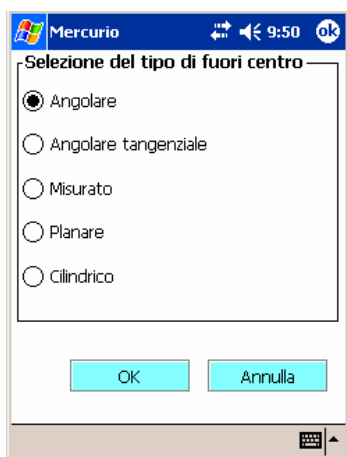 Mercurio 9:50 ok
Selezione del tipo di fuori centro
Angolare
Angolare tangenziale
Misurato
Planare
Cilindrico
OK Annulla